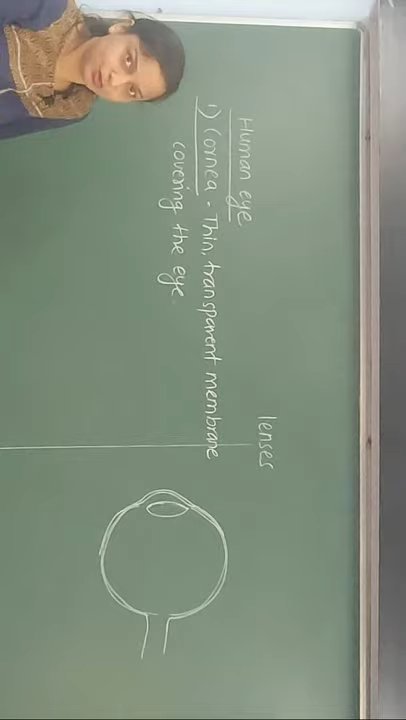 lenses
Human eye
1) Cornea - Thin, transparent membrane
covering the eye.